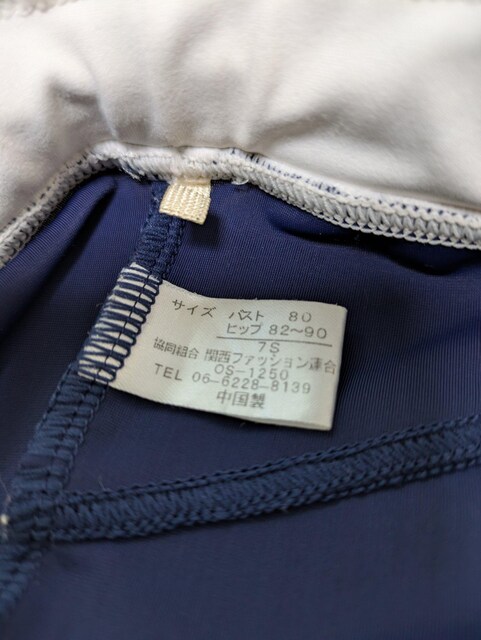 サイズ バスト 80
ヒップ 82～90
7S
協同組合 関西ファッション連合
OS-1250
TEL 06-6228-8139
中国製